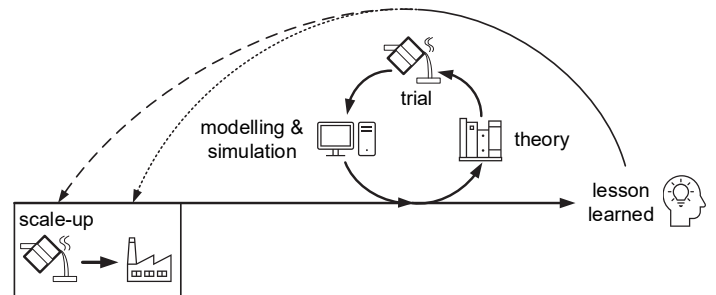 trial
modelling &
simulation
theory
lesson
learned
scale-up